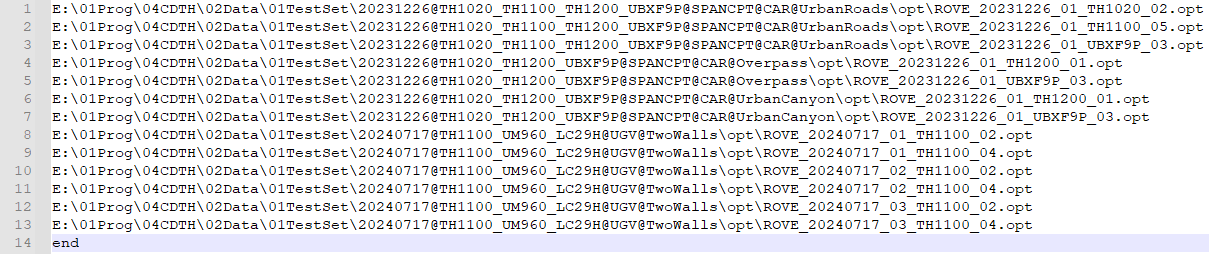 1 E:\01Prog\04CDTH\02Data\01TestSet\20231226@TH1020_TH1100_TH1200_UBXF9P@SPANCPT@CAR@UrbanRoads\opt\ROVE_20231226_01_TH1020_02.opt
2 E:\01Prog\04CDTH\02Data\01TestSet\20231226@TH1020_TH1100_TH1200_UBXF9P@SPANCPT@CAR@UrbanRoads\opt\ROVE_20231226_01_TH1100_05.opt
3 E:\01Prog\04CDTH\02Data\01TestSet\20231226@TH1020_TH1100_TH1200_UBXF9P@SPANCPT@CAR@UrbanRoads\opt\ROVE_20231226_01_UBXF9P_03.opt
4 E:\01Prog\04CDTH\02Data\01TestSet\20231226@TH1020_TH1200_UBXF9P@SPANCPT@CAR@Overpass\opt\ROVE_20231226_01_TH1200_01.opt
5 E:\01Prog\04CDTH\02Data\01TestSet\20231226@TH1020_TH1200_UBXF9P@SPANCPT@CAR@Overpass\opt\ROVE_20231226_01_UBXF9P_03.opt
6 E:\01Prog\04CDTH\02Data\01TestSet\20231226@TH1020_TH1200_UBXF9P@SPANCPT@CAR@UrbanCanyon\opt\ROVE_20231226_01_TH1200_01.opt
7 E:\01Prog\04CDTH\02Data\01TestSet\20231226@TH1020_TH1200_UBXF9P@SPANCPT@CAR@UrbanCanyon\opt\ROVE_20231226_01_UBXF9P_03.opt
8 E:\01Prog\04CDTH\02Data\01TestSet\20240717@TH1100_UM960_LC29H@UGV@TwoWalls\opt\ROVE_20240717_01_TH1100_02.opt
9 E:\01Prog\04CDTH\02Data\01TestSet\20240717@TH1100_UM960_LC29H@UGV@TwoWalls\opt\ROVE_20240717_01_TH1100_04.opt
10 E:\01Prog\04CDTH\02Data\01TestSet\20240717@TH1100_UM960_LC29H@UGV@TwoWalls\opt\ROVE_20240717_02_TH1100_02.opt
11 E:\01Prog\04CDTH\02Data\01TestSet\20240717@TH1100_UM960_LC29H@UGV@TwoWalls\opt\ROVE_20240717_02_TH1100_04.opt
12 E:\01Prog\04CDTH\02Data\01TestSet\20240717@TH1100_UM960_LC29H@UGV@TwoWalls\opt\ROVE_20240717_03_TH1100_02.opt
13 E:\01Prog\04CDTH\02Data\01TestSet\20240717@TH1100_UM960_LC29H@UGV@TwoWalls\opt\ROVE_20240717_03_TH1100_04.opt
14 end